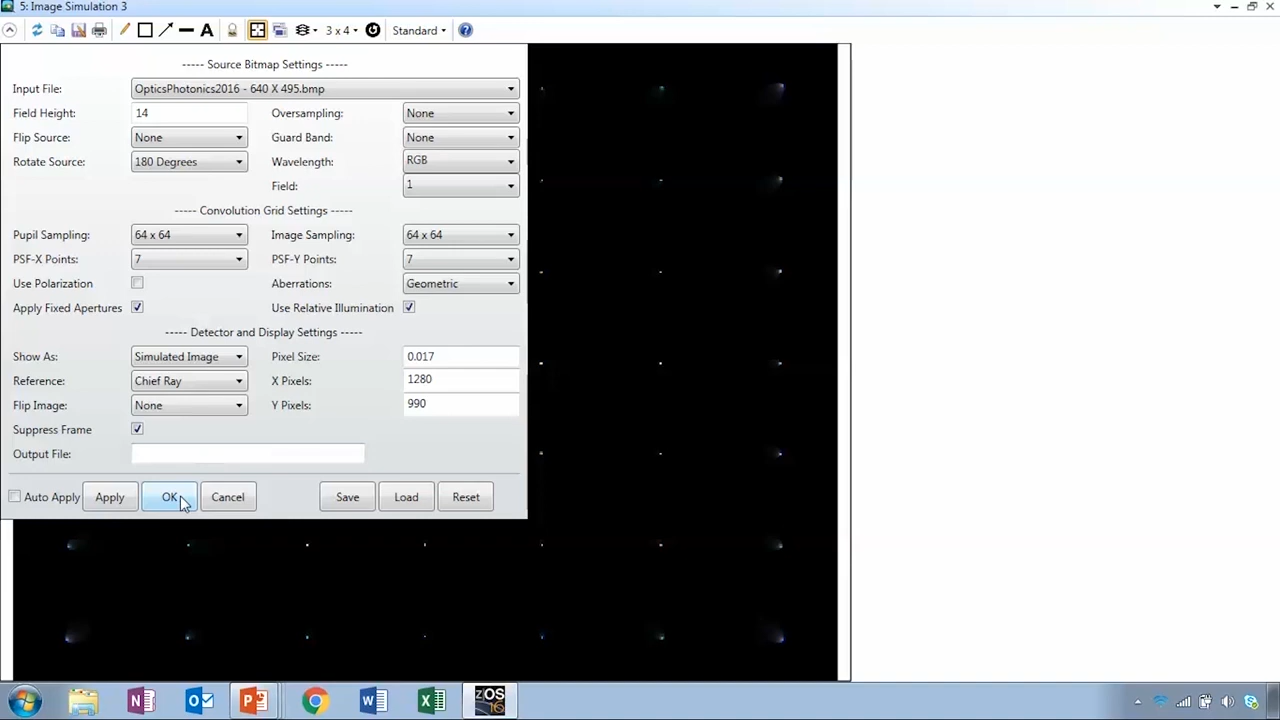 5: Image Simulation 3
A 3 x 4 Standard
----- Source Bitmap Settings -----
Input File: OpticsPhotonics2016 - 640 X 495.bmp
Field Height: 14 Oversampling: None
Flip Source: None Guard Band: None
Rotate Source: 180 Degrees Wavelength: RGB
Field: 1
----- Convolution Grid Settings -----
Pupil Sampling: 64 x 64 Image Sampling: 64 x 64
PSF-X Points: 7 PSF-Y Points: 7
Use Polarization Aberrations: Geometric
Apply Fixed Apertures Use Relative Illumination
----- Detector and Display Settings -----
Show As: Simulated Image Pixel Size: 0.017
Reference: Chief Ray X Pixels: 1280
Flip Image: None Y Pixels: 990
Suppress Frame
Output File:
Auto Apply Apply OK Cancel Save Load Reset
zOS
16